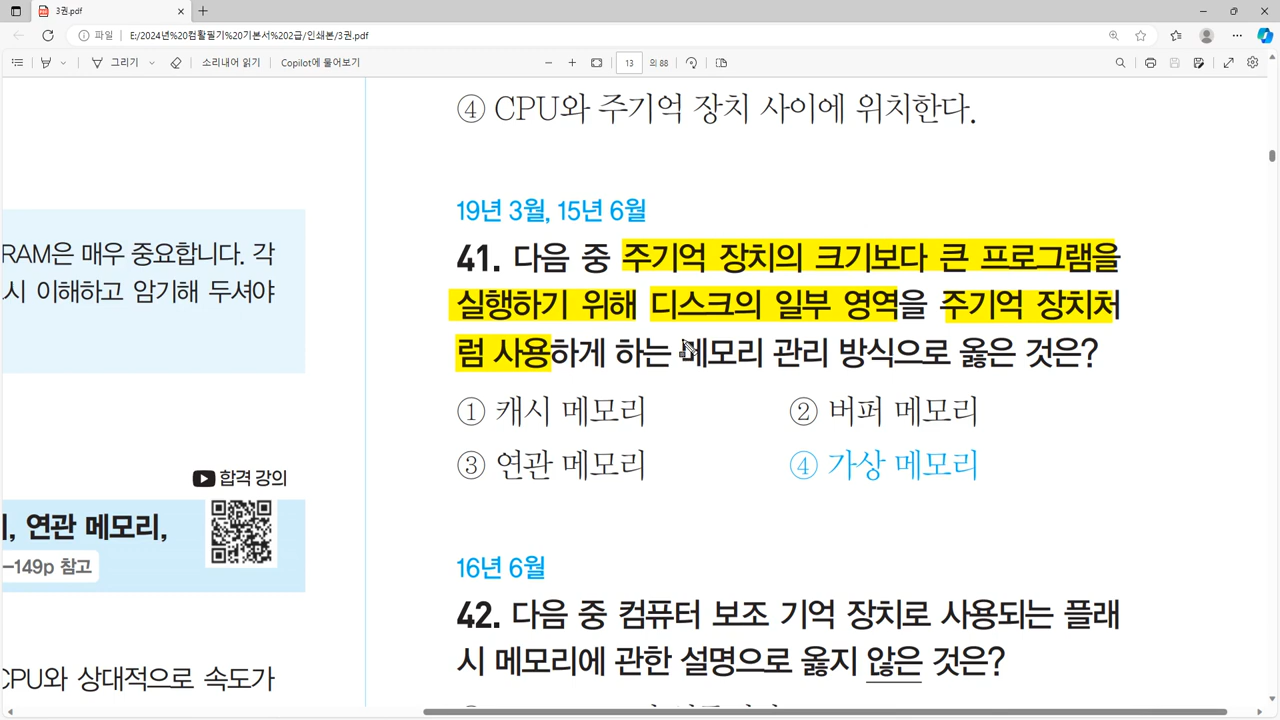 3권.pdf
파일 E:/2024년%20컴활필기%20기본서%202급/인쇄본/3권.pdf
그리기 소리내어 읽기 Copilot에 물어보기 13 의 88
④ CPU와 주기억 장치 사이에 위치한다.
19년 3월, 15년 6월
41. 다음 중 주기억 장치의 크기보다 큰 프로그램을
실행하기 위해 디스크의 일부 영역을 주기억 장치처
럼 사용하게 하는 메모리 관리 방식으로 옳은 것은?
① 캐시 메모리 ② 버퍼 메모리
③ 연관 메모리 ④ 가상 메모리
16년 6월
42. 다음 중 컴퓨터 보조 기억 장치로 사용되는 플래
시 메모리에 관한 설명으로 옳지 않은 것은?
RAM은 매우 중요합니다. 각
시 이해하고 암기해 두셔야
합격 강의
, 연관 메모리,
–149p 참고
CPU와 상대적으로 속도가